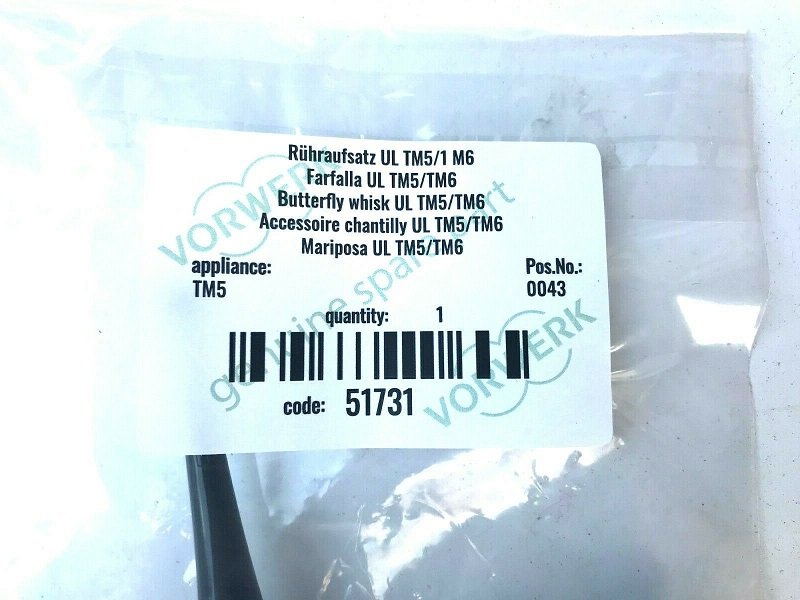 Rühraufsatz UL TM5/1 M6
Farfalla UL TM5/TM6
Butterfly whisk UL TM5/TM6
Accessoire chantilly UL TM5/TM6
Mariposa UL TM5/TM6
VORWERK
genuine spare part
appliance: Pos.No.:
TM5 0043
quantity: 1
code: 51731
VORWERK